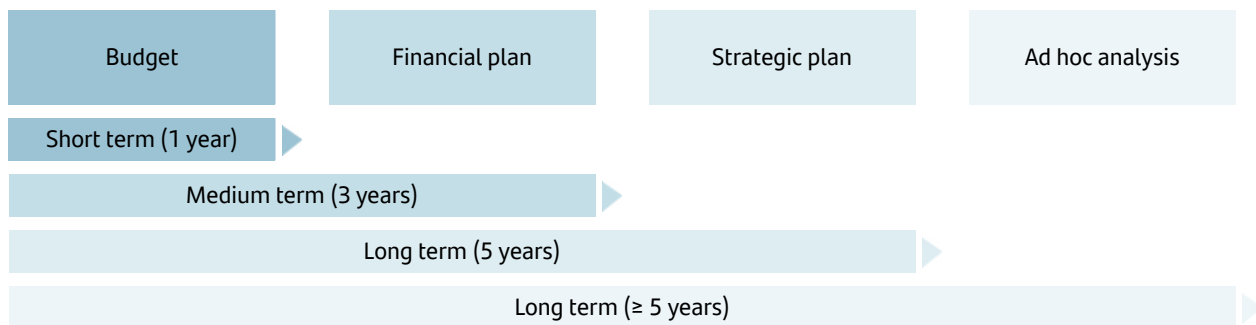 Budget
Financial plan
Strategic plan
Ad hoc analysis
Short term (1 year)
Medium term (3 years)
Long term (5 years)
Long term (≥ 5 years)